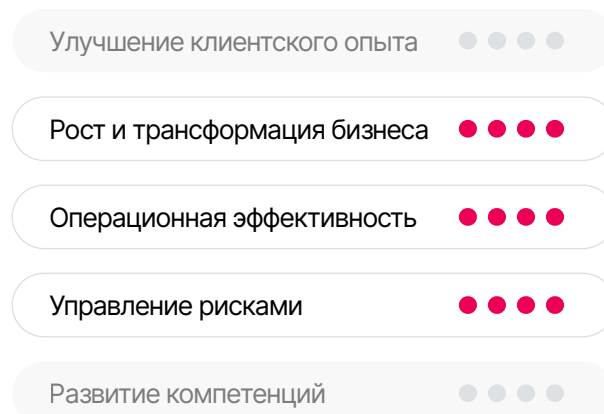 Улучшение клиентского опыта
Рост и трансформация бизнеса
Операционная эффективность
Управление рисками
Развитие компетенций